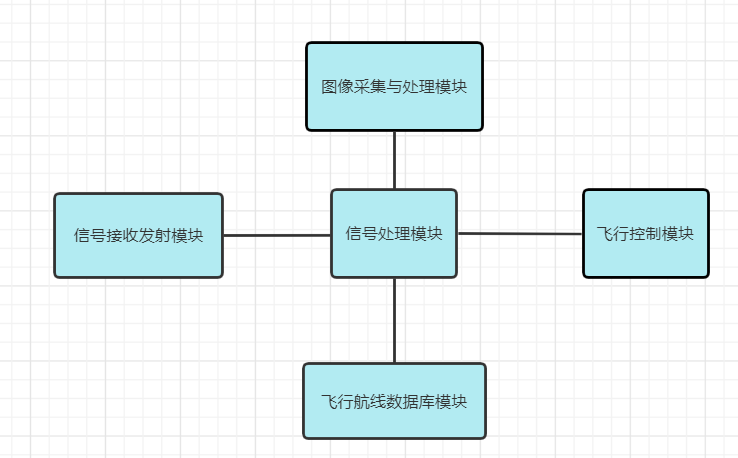 图像采集与处理模块
信号接收发射模块
信号处理模块
飞行控制模块
飞行航线数据库模块